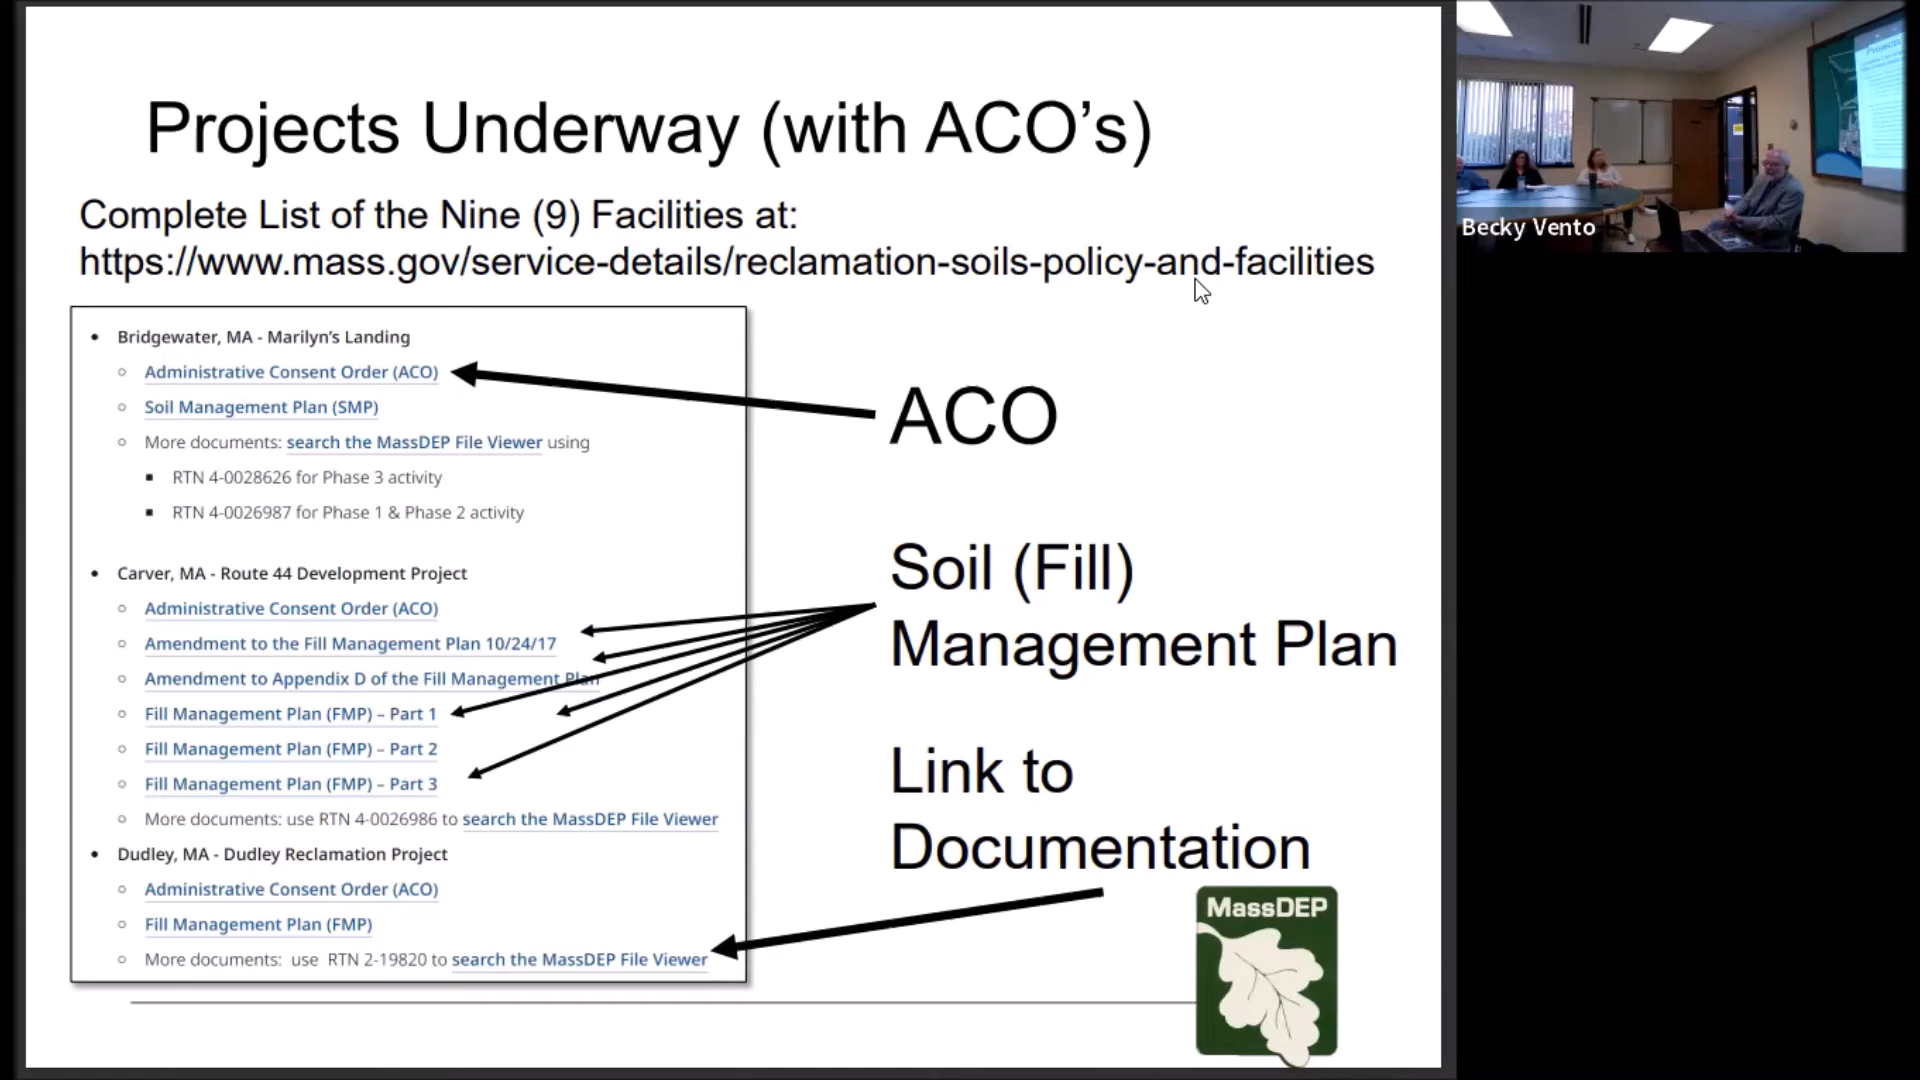 Projects Underway (with ACO’s)
Complete List of the Nine (9) Facilities at:
https://www.mass.gov/service-details/reclamation-soils-policy-and-facilities
Bridgewater, MA - Marilyn’s Landing
Administrative Consent Order (ACO)
Soil Management Plan (SMP)
More documents: search the MassDEP File Viewer using
RTN 4-0028626 for Phase 3 activity
RTN 4-0026987 for Phase 1 & Phase 2 activity
Carver, MA - Route 44 Development Project
Administrative Consent Order (ACO)
Amendment to the Fill Management Plan 10/24/17
Amendment to Appendix D of the Fill Management Plan
Fill Management Plan (FMP) – Part 1
Fill Management Plan (FMP) – Part 2
Fill Management Plan (FMP) – Part 3
More documents: use RTN 4-0026986 to search the MassDEP File Viewer
Dudley, MA - Dudley Reclamation Project
Administrative Consent Order (ACO)
Fill Management Plan (FMP)
More documents:  use  RTN 2-19820 to search the MassDEP File Viewer
ACO
Soil (Fill)
Management Plan
Link to
Documentation
MassDEP
Becky Vento